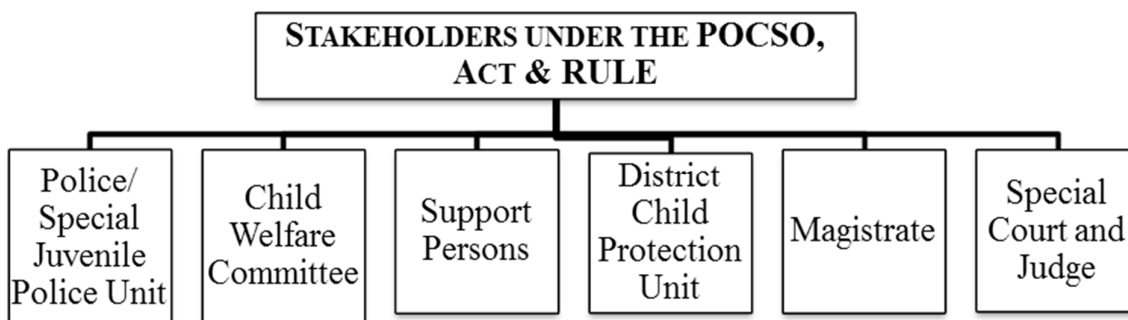 STAKEHOLDERS UNDER THE POCSO,
ACT & RULE
Police/
Special
Juvenile
Police Unit
Child
Welfare
Committee
Support
Persons
District
Child
Protection
Unit
Magistrate
Special
Court and
Judge